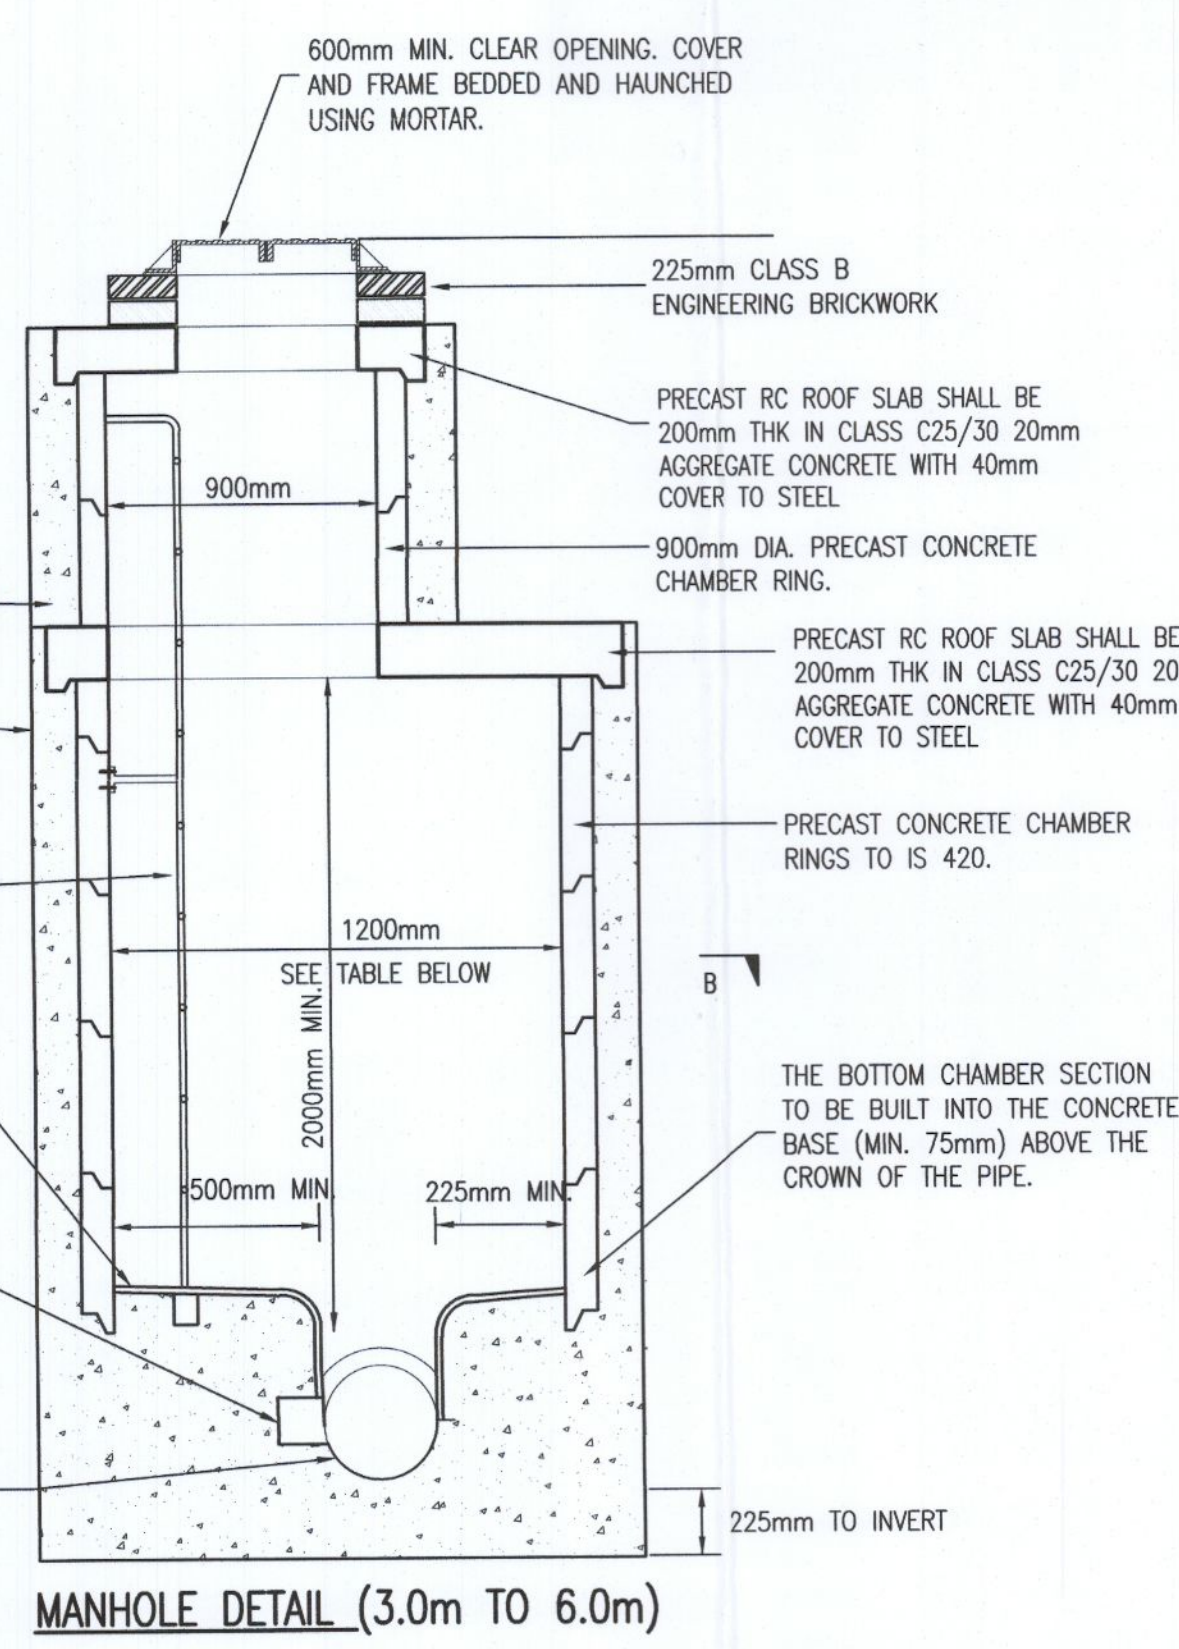 600mm MIN. CLEAR OPENING. COVER
AND FRAME BEDDED AND HAUNCHED
USING MORTAR.
225mm CLASS B
ENGINEERING BRICKWORK
PRECAST RC ROOF SLAB SHALL BE
200mm THK IN CLASS C25/30 20mm
AGGREGATE CONCRETE WITH 40mm
COVER TO STEEL
900mm
900mm DIA. PRECAST CONCRETE
CHAMBER RING.
PRECAST RC ROOF SLAB SHALL BE
200mm THK IN CLASS C25/30 20
AGGREGATE CONCRETE WITH 40mm
COVER TO STEEL
PRECAST CONCRETE CHAMBER
RINGS TO IS 420.
1200mm
SEE TABLE BELOW
B
2000mm MIN.
THE BOTTOM CHAMBER SECTION
TO BE BUILT INTO THE CONCRETE
BASE (MIN. 75mm) ABOVE THE
CROWN OF THE PIPE.
500mm MIN.
225mm MIN.
225mm TO INVERT
MANHOLE DETAIL (3.0m TO 6.0m)